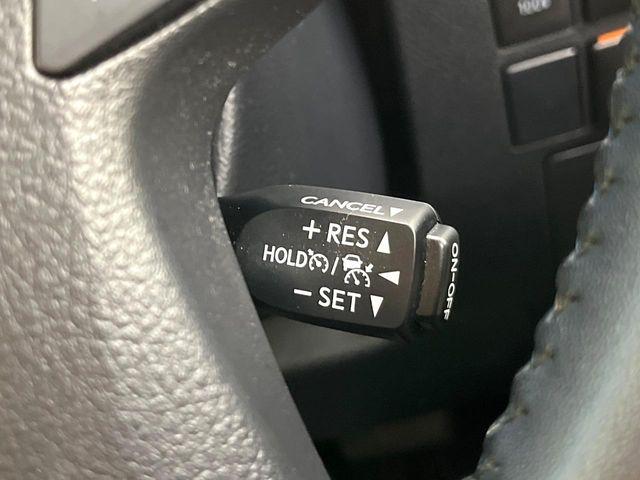 CANCEL▼
+ RES ▲
HOLD / ◄
− SET ▼
ON-OFF